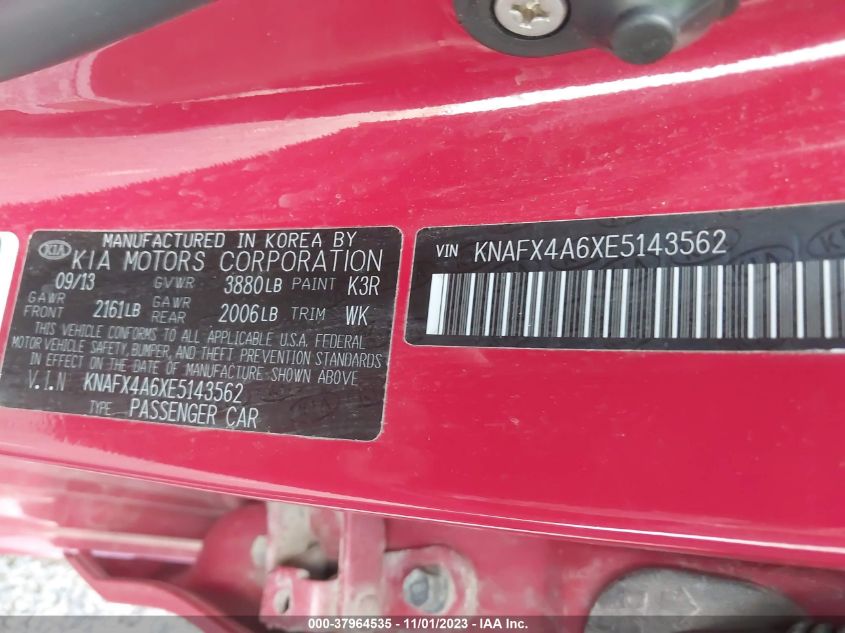 KIA
MANUFACTURED IN KOREA BY
KIA MOTORS CORPORATION
09/13 GVWR 3880LB PAINT K3R
GAWR FRONT 2161LB GAWR REAR 2006LB TRIM WK
THIS VEHICLE CONFORMS TO ALL APPLICABLE U.S.A. FEDERAL
MOTOR VEHICLE SAFETY, BUMPER, AND THEFT PREVENTION STANDARDS
IN EFFECT ON THE DATE OF MANUFACTURE SHOWN ABOVE
V.I.N KNAFX4A6XE5143562
TYPE PASSENGER CAR
VIN KNAFX4A6XE5143562
000-37964535 - 11/01/2023 - IAAI.com